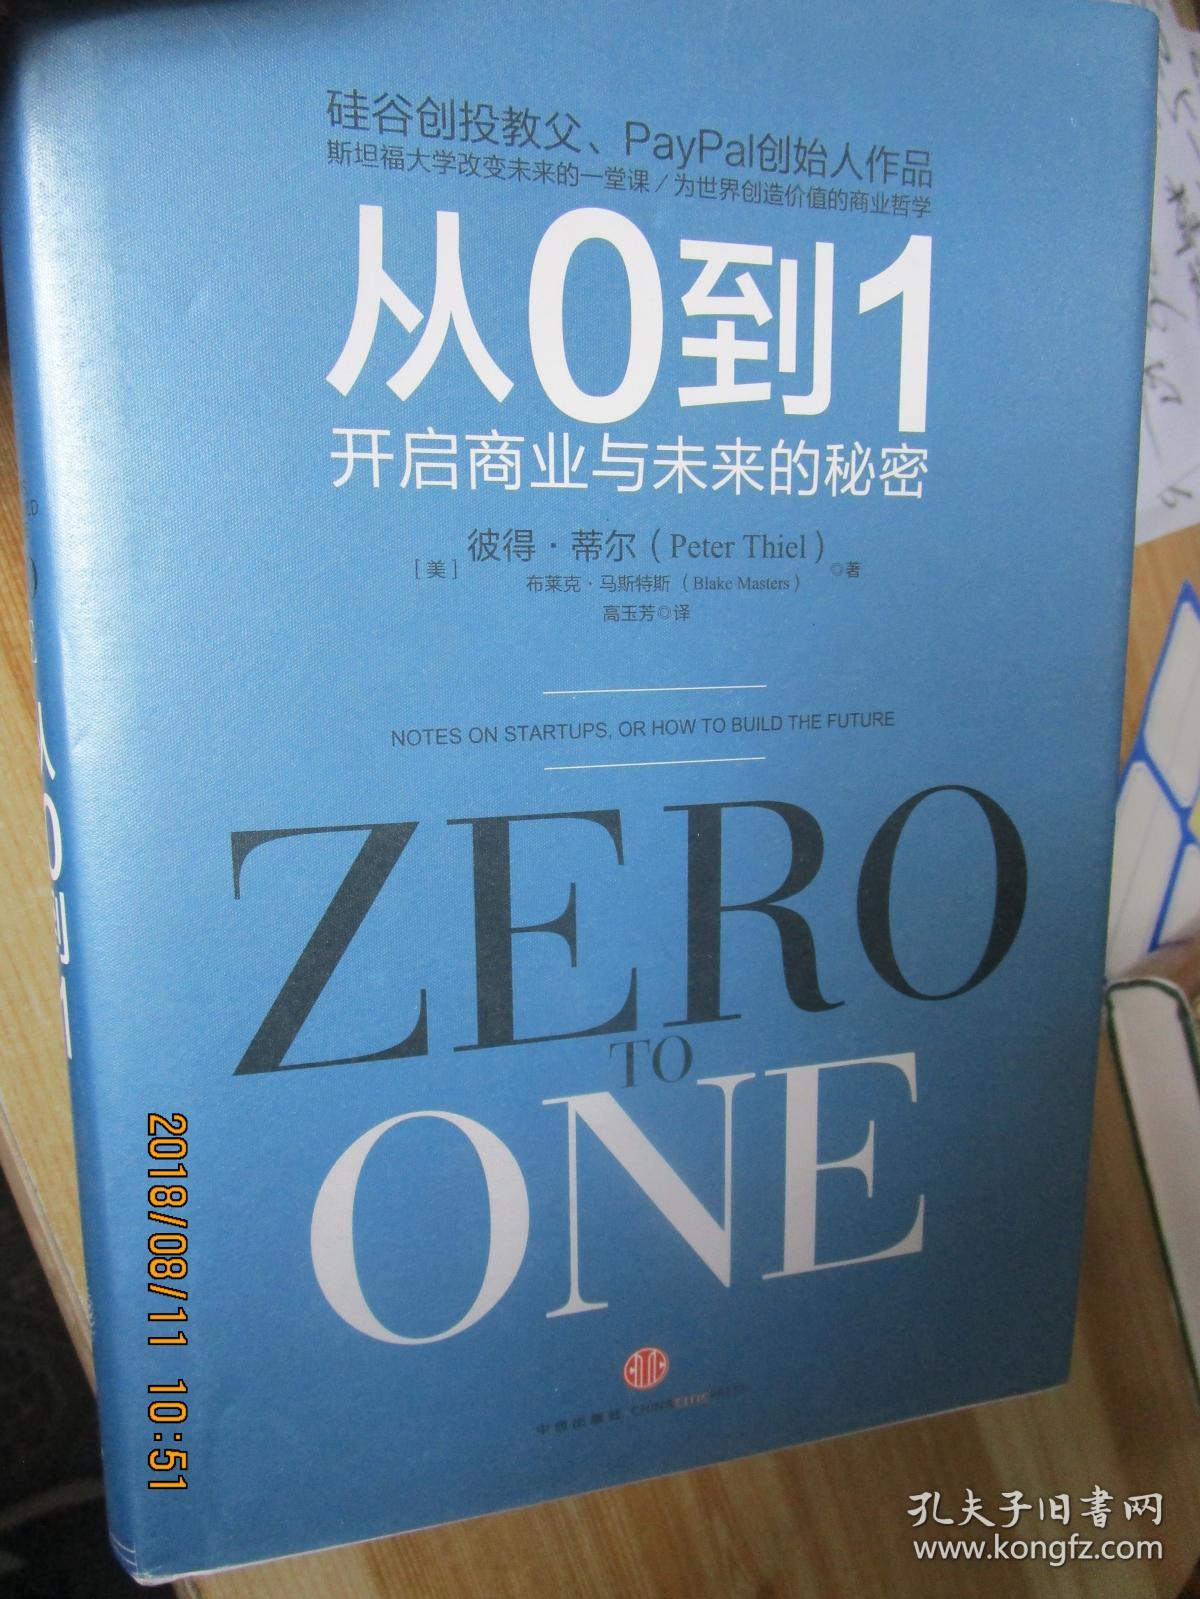 硅谷创投教父、PayPal创始人作品
斯坦福大学改变未来的一堂课/为世界创造价值的商业哲学
从0到1
开启商业与未来的秘密
[美] 彼得·蒂尔(Peter Thiel)
布莱克·马斯特斯(Blake Masters) ◎著
高玉芳◎译
NOTES ON STARTUPS, OR HOW TO BUILD THE FUTURE
ZERO
TO
ONE
中信出版社 CHINACITICPRESS
从0到1
2018/08/11 10:51
孔夫子旧书网
www.kongfz.com